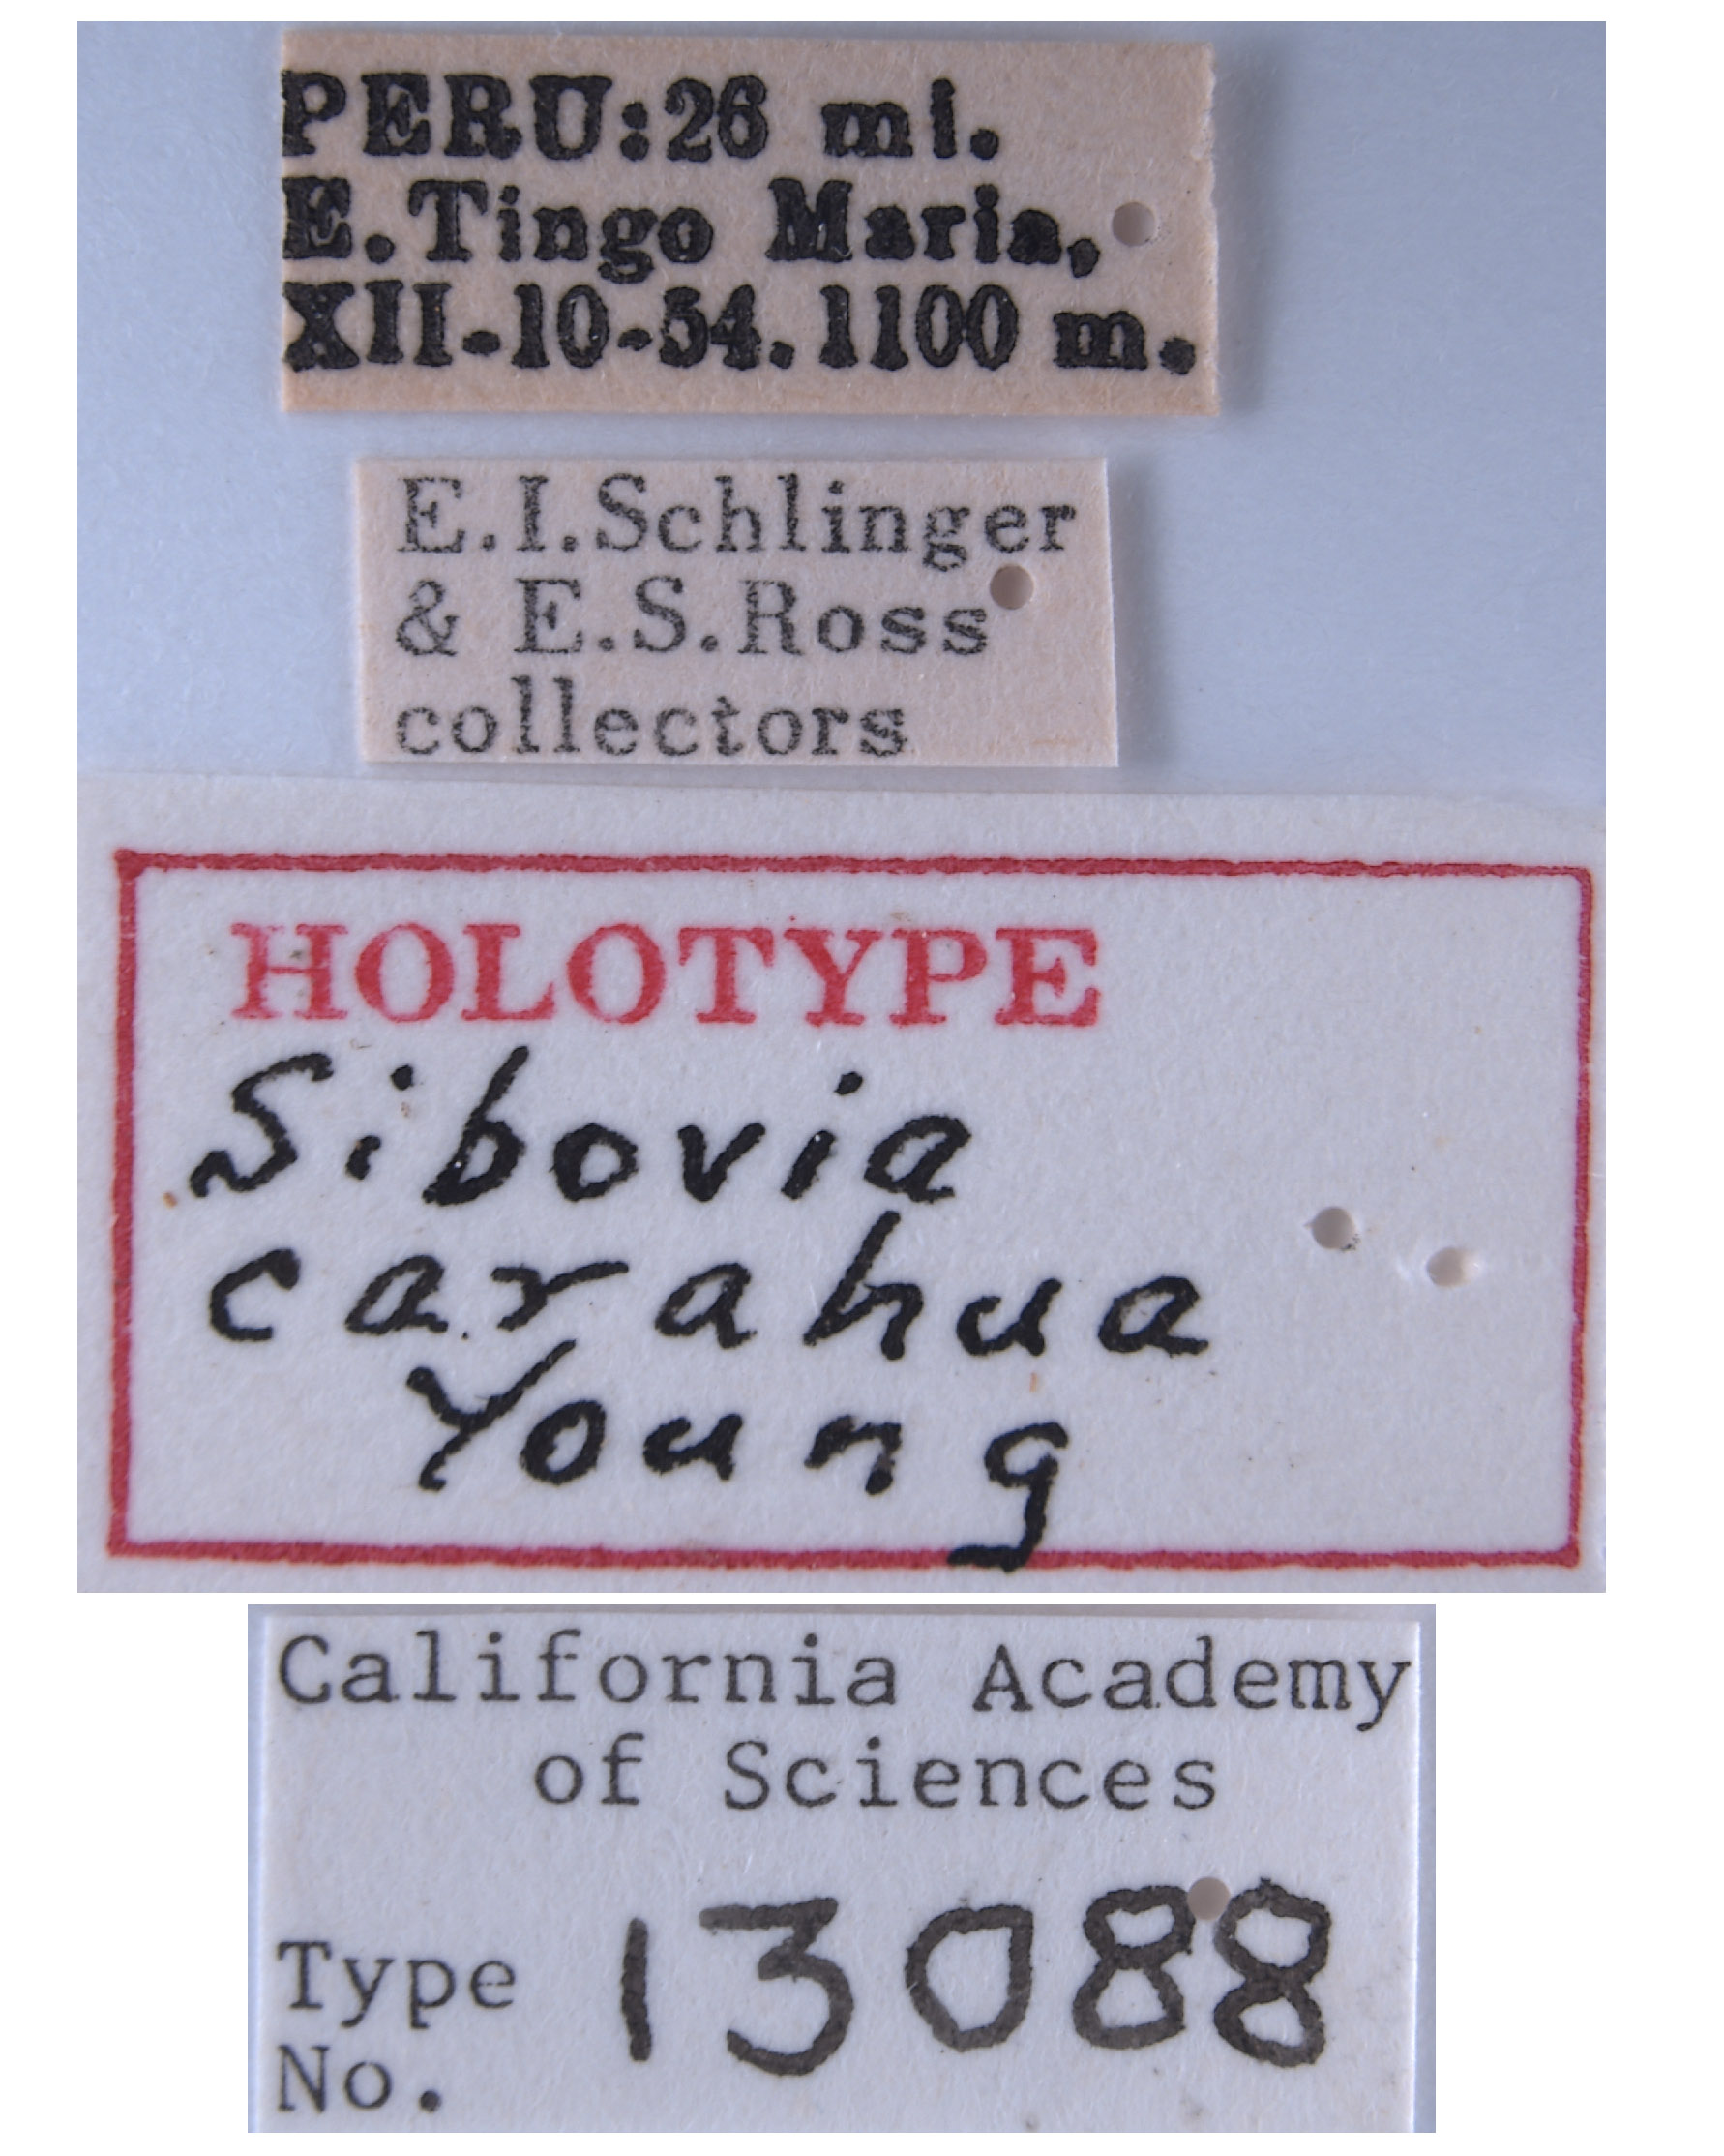 PERU:26 mi.
E.Tingo Maria,
XII-10-54.1100 m.
E.I.Schlinger
& E.S.Ross
collectors
HOLOTYPE
Sibovia
carahua
Young
California Academy
of Sciences
Type
No. 13088